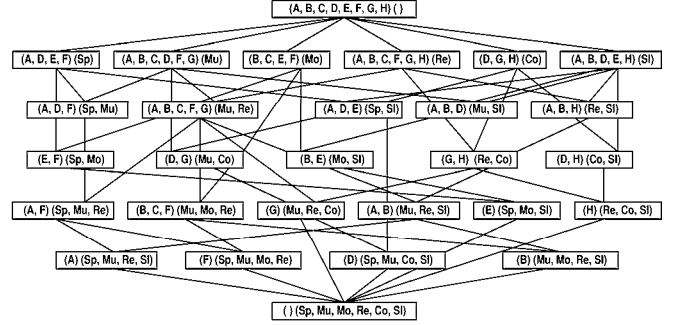 (A, B, C, D, E, F, G, H) ( )
(A, D, E, F) (Sp)
(A, B, C, D, F, G) (Mu)
(B, C, E, F) (Mo)
(A, B, C, F, G, H) (Re)
(D, G, H) (Co)
(A, B, D, E, H) (Sl)
(A, D, F) (Sp, Mu)
(A, B, C, F, G) (Mu, Re)
(A, D, E) (Sp, Sl)
(A, B, D) (Mu, Sl)
(A, B, H) (Re, Sl)
(E, F) (Sp, Mo)
(D, G) (Mu, Co)
(B, E) (Mo, Sl)
(G, H) (Re, Co)
(D, H) (Co, Sl)
(A, F) (Sp, Mu, Re)
(B, C, F) (Mu, Mo, Re)
(G) (Mu, Re, Co)
(A, B) (Mu, Re, Sl)
(E) (Sp, Mo, Sl)
(H) (Re, Co, Sl)
(A) (Sp, Mu, Re, Sl)
(F) (Sp, Mu, Mo, Re)
(D) (Sp, Mu, Co, Sl)
(B) (Mu, Mo, Re, Sl)
( ) (Sp, Mu, Mo, Re, Co, Sl)